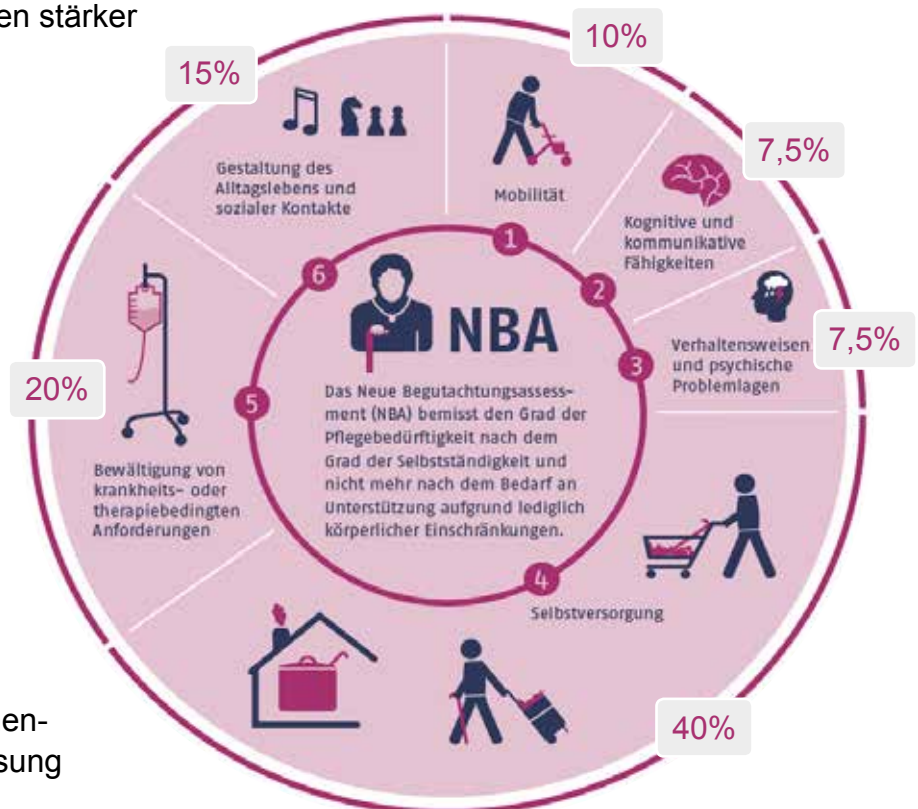 en stärker
10%
15%
7,5%
Gestaltung des
Alltagslebens und
sozialer Kontakte
Mobilität
Kognitive und
kommunikative
Fähigkeiten
1
6
2
NBA
Verhaltensweisen
und psychische
Problemlagen
7,5%
3
20%
5
Das Neue Begutachtungsassess-
ment (NBA) bemisst den Grad der
Pflegebedürftigkeit nach dem
Grad der Selbstständigkeit und
nicht mehr nach dem Bedarf an
Unterstützung aufgrund lediglich
körperlicher Einschränkungen.
Bewältigung von
krankheits- oder
therapiebedingten
Anforderungen
4
Selbstversorgung
en-
sung
40%